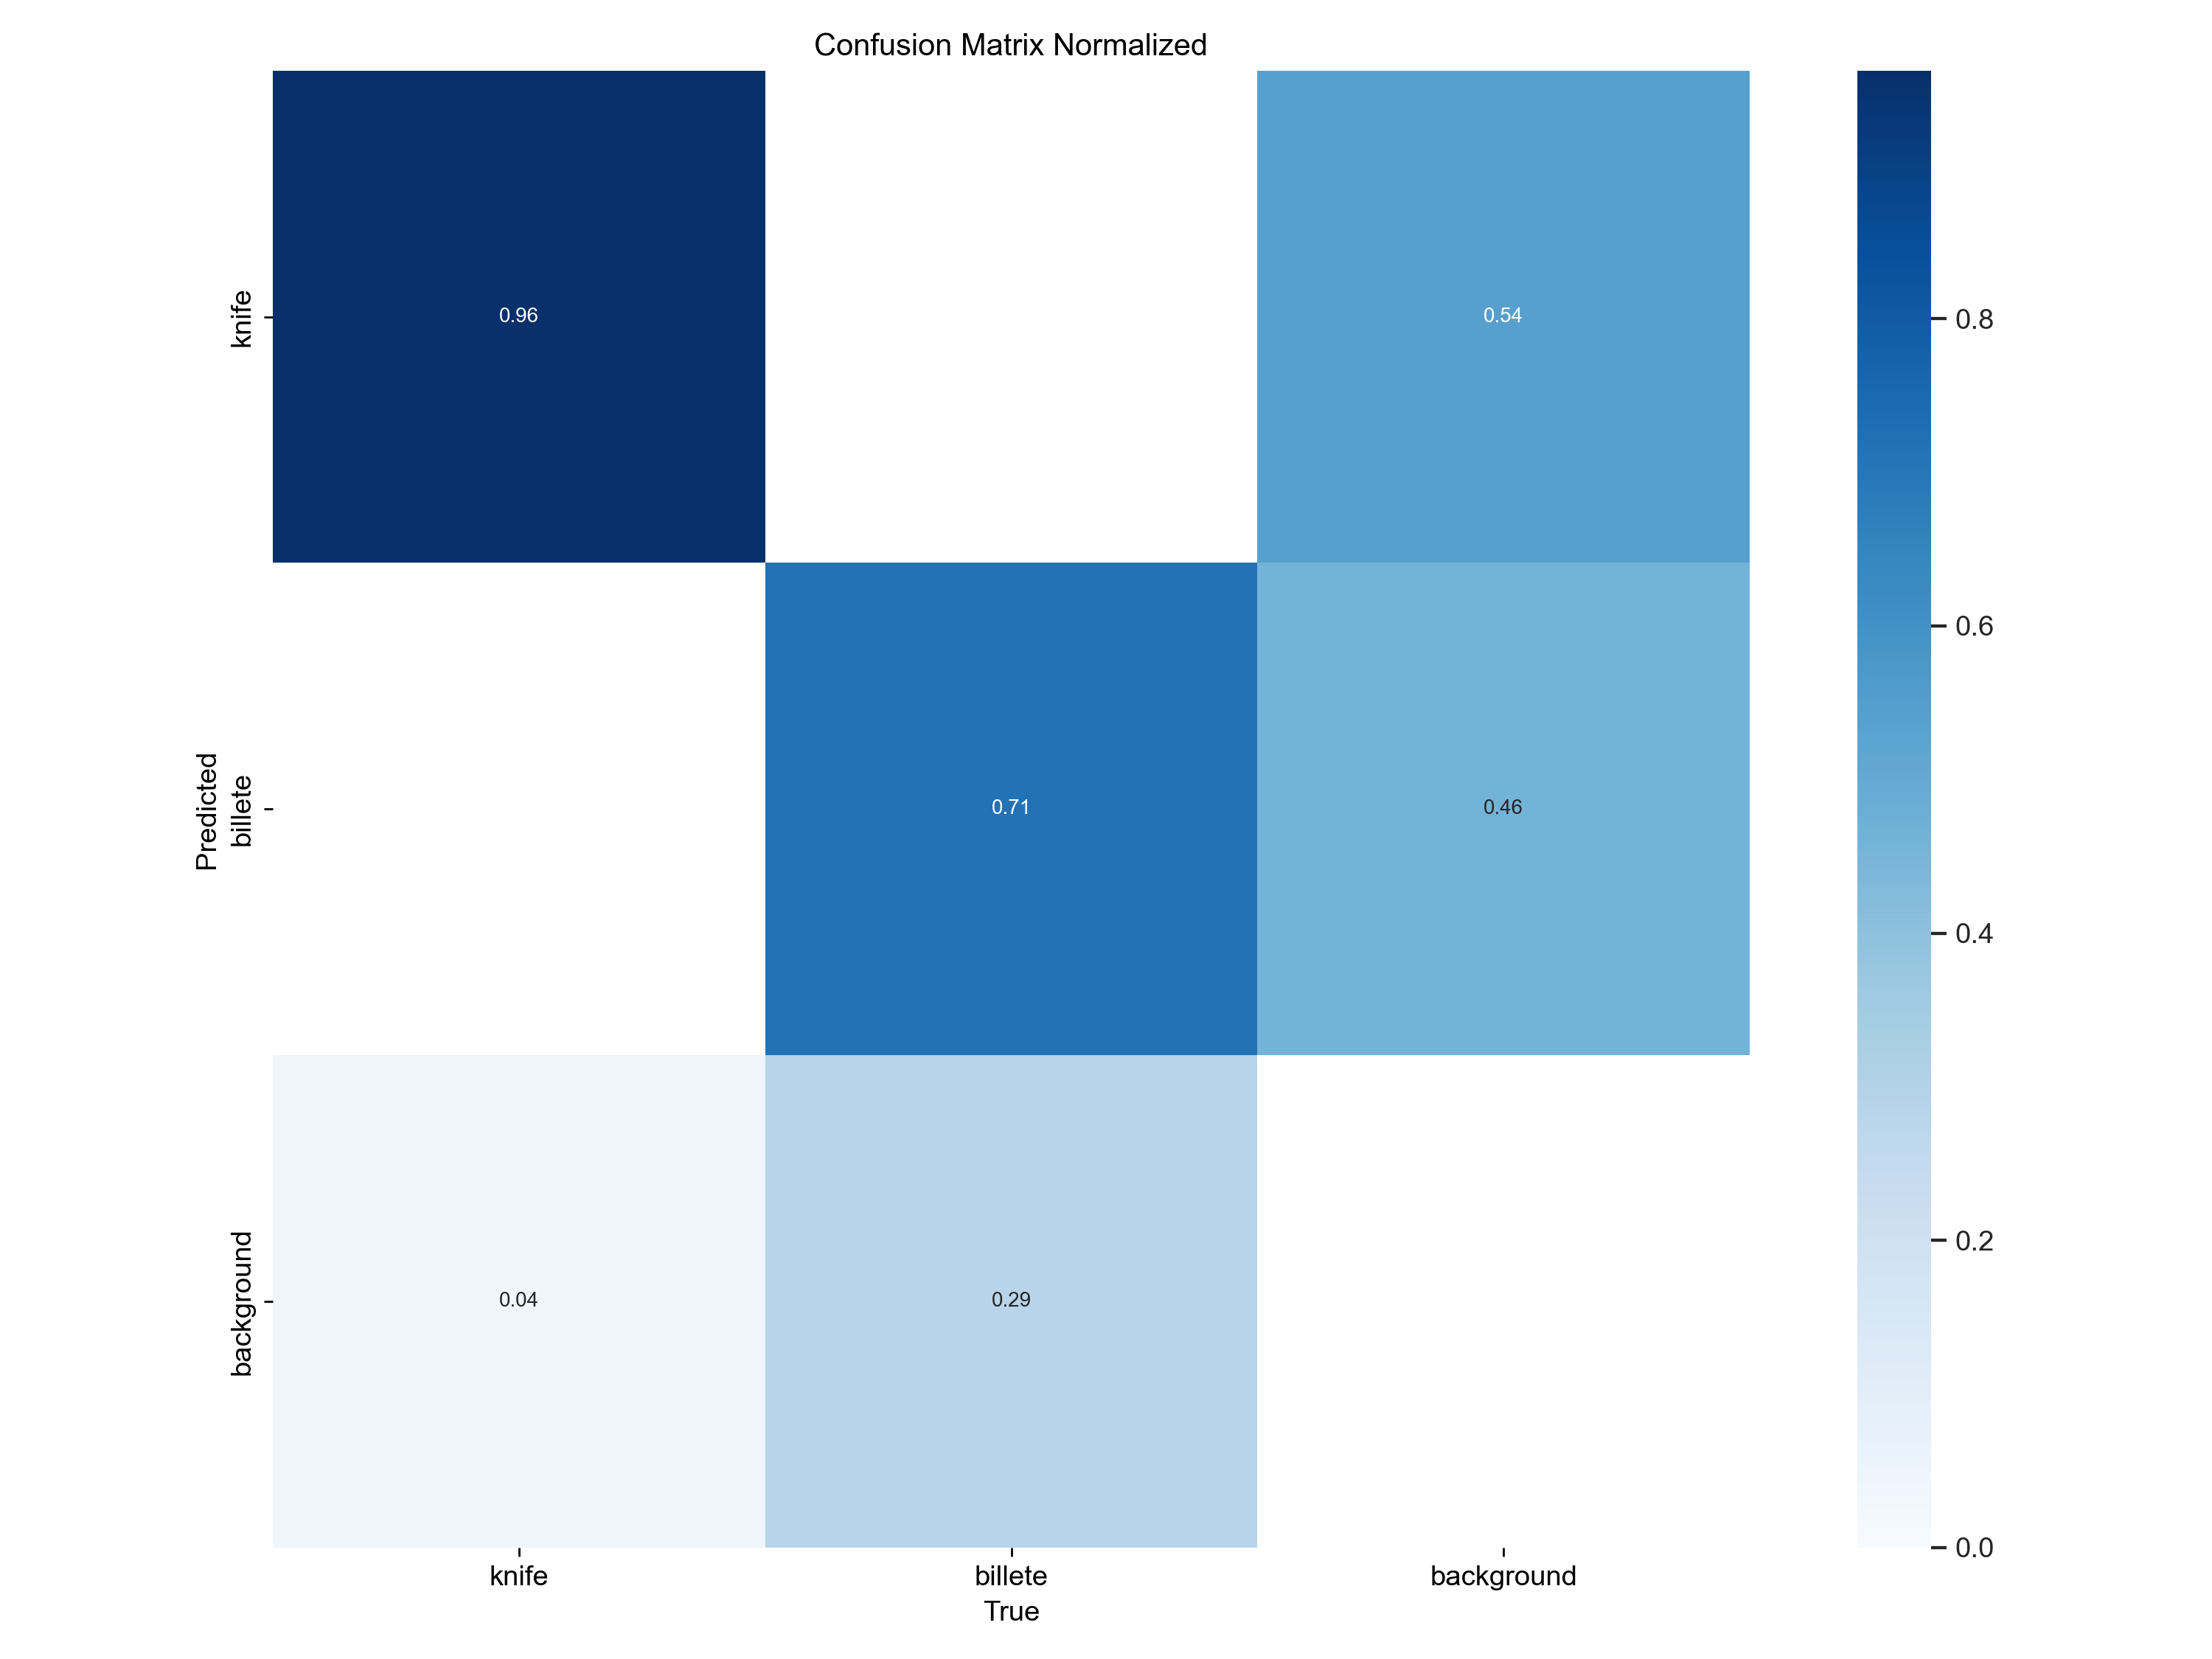 Confusion Matrix Normalized
knife
0.96
0.54
0.8
0.6
Predicted
billete
0.71
0.46
0.4
background
0.04
0.29
0.2
0.0
knife
billete
background
True